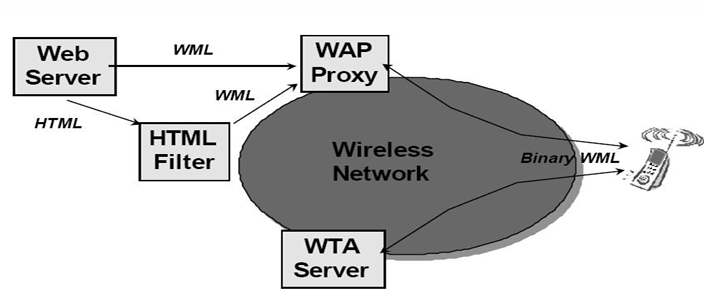 WML
Web
Server
WAP
Proxy
WML
HTML
HTML
Filter
Wireless
Network
Binary WML
WTA
Server